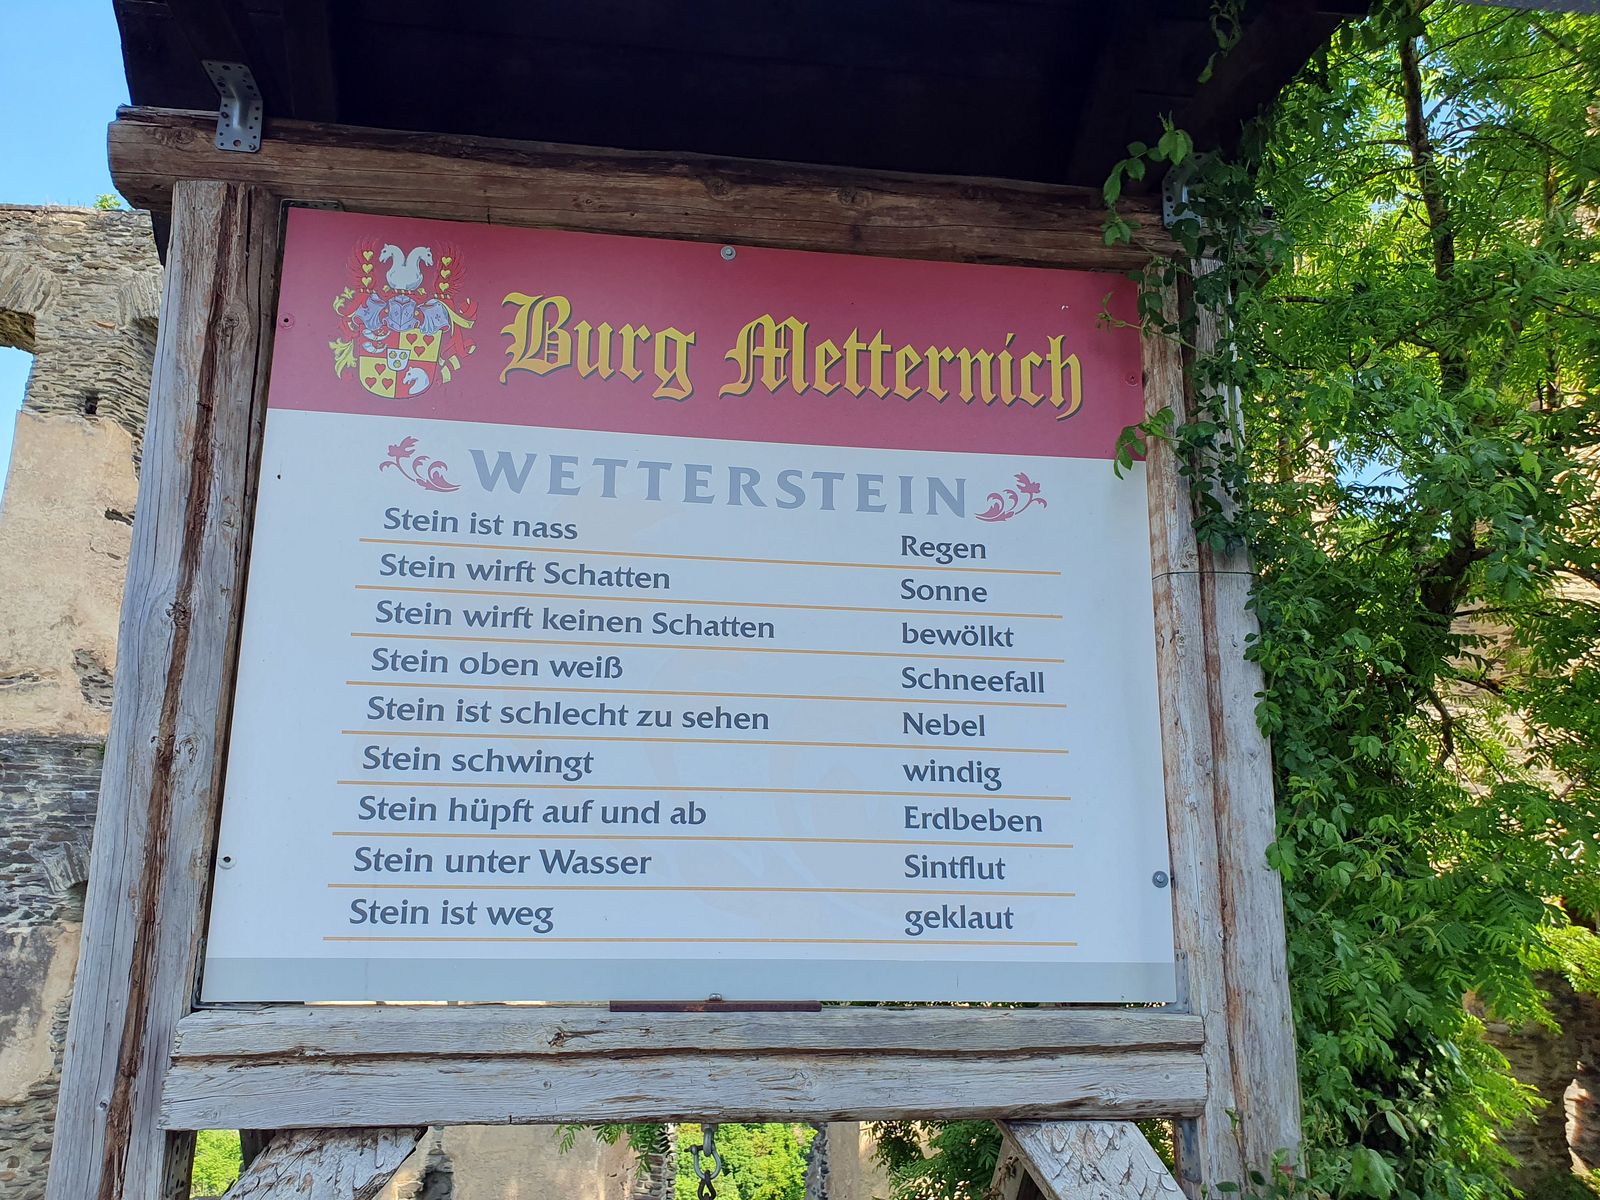 Burg Metternich
WETTERSTEIN
Stein ist nass Regen
Stein wirft Schatten Sonne
Stein wirft keinen Schatten bewölkt
Stein oben weiß Schneefall
Stein ist schlecht zu sehen Nebel
Stein schwingt windig
Stein hüpft auf und ab Erdbeben
Stein unter Wasser Sintflut
Stein ist weg geklaut